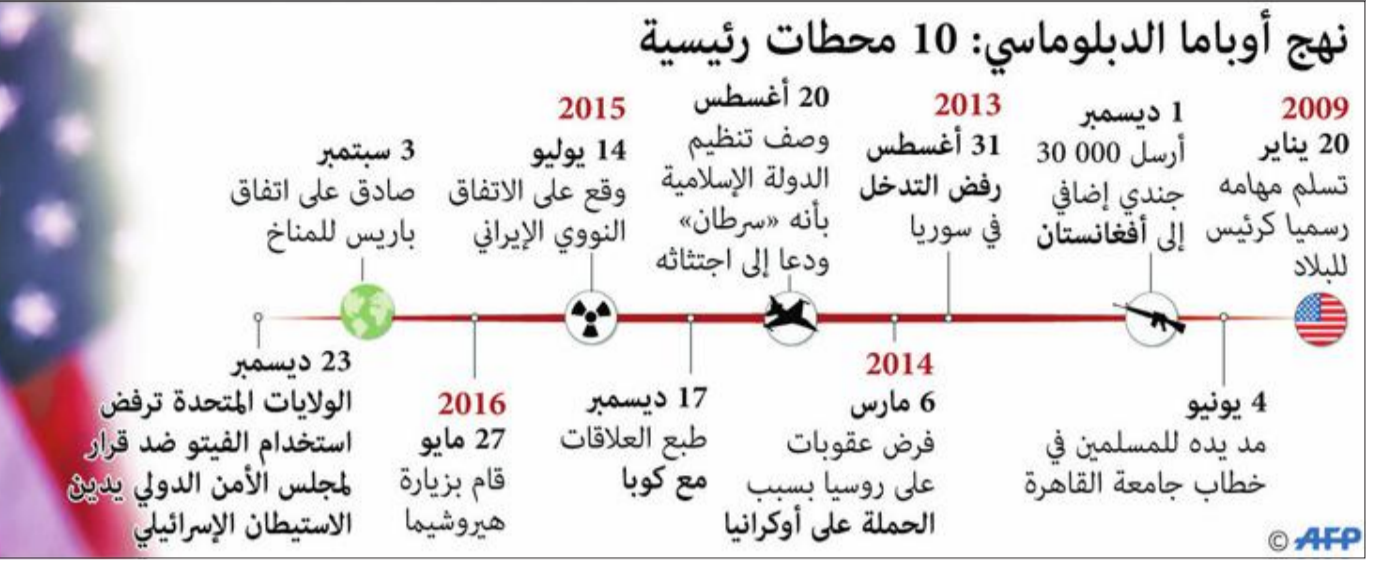 نهج أوباما الدبلوماسي: 10 محطات رئيسية
2009
20 يناير
تسلم مهامه
رسميا كرئيس
للبلاد
4 يونيو
مد يده للمسلمين في
خطاب جامعة القاهرة
1 ديسمبر
أرسل 000 30
جندي إضافي
إلى أفغانستان
2013
31 أغسطس
رفض التدخل
في سوريا
2014
6 مارس
فرض عقوبات
على روسيا بسبب
الحملة على أوكرانيا
20 أغسطس
وصف تنظيم
الدولة الإسلامية
بأنه «سرطان»
ودعا إلى اجتثاثه
17 ديسمبر
طبع العلاقات
مع كوبا
2015
14 يوليو
وقع على الاتفاق
النووي الإيراني
2016
27 مايو
قام بزيارة
هيروشيما
3 سبتمبر
صادق على اتفاق
باريس للمناخ
23 ديسمبر
الولايات المتحدة ترفض
استخدام الفيتو ضد قرار
لمجلس الأمن الدولي يدين
الاستيطان الإسرائيلي
© AFP